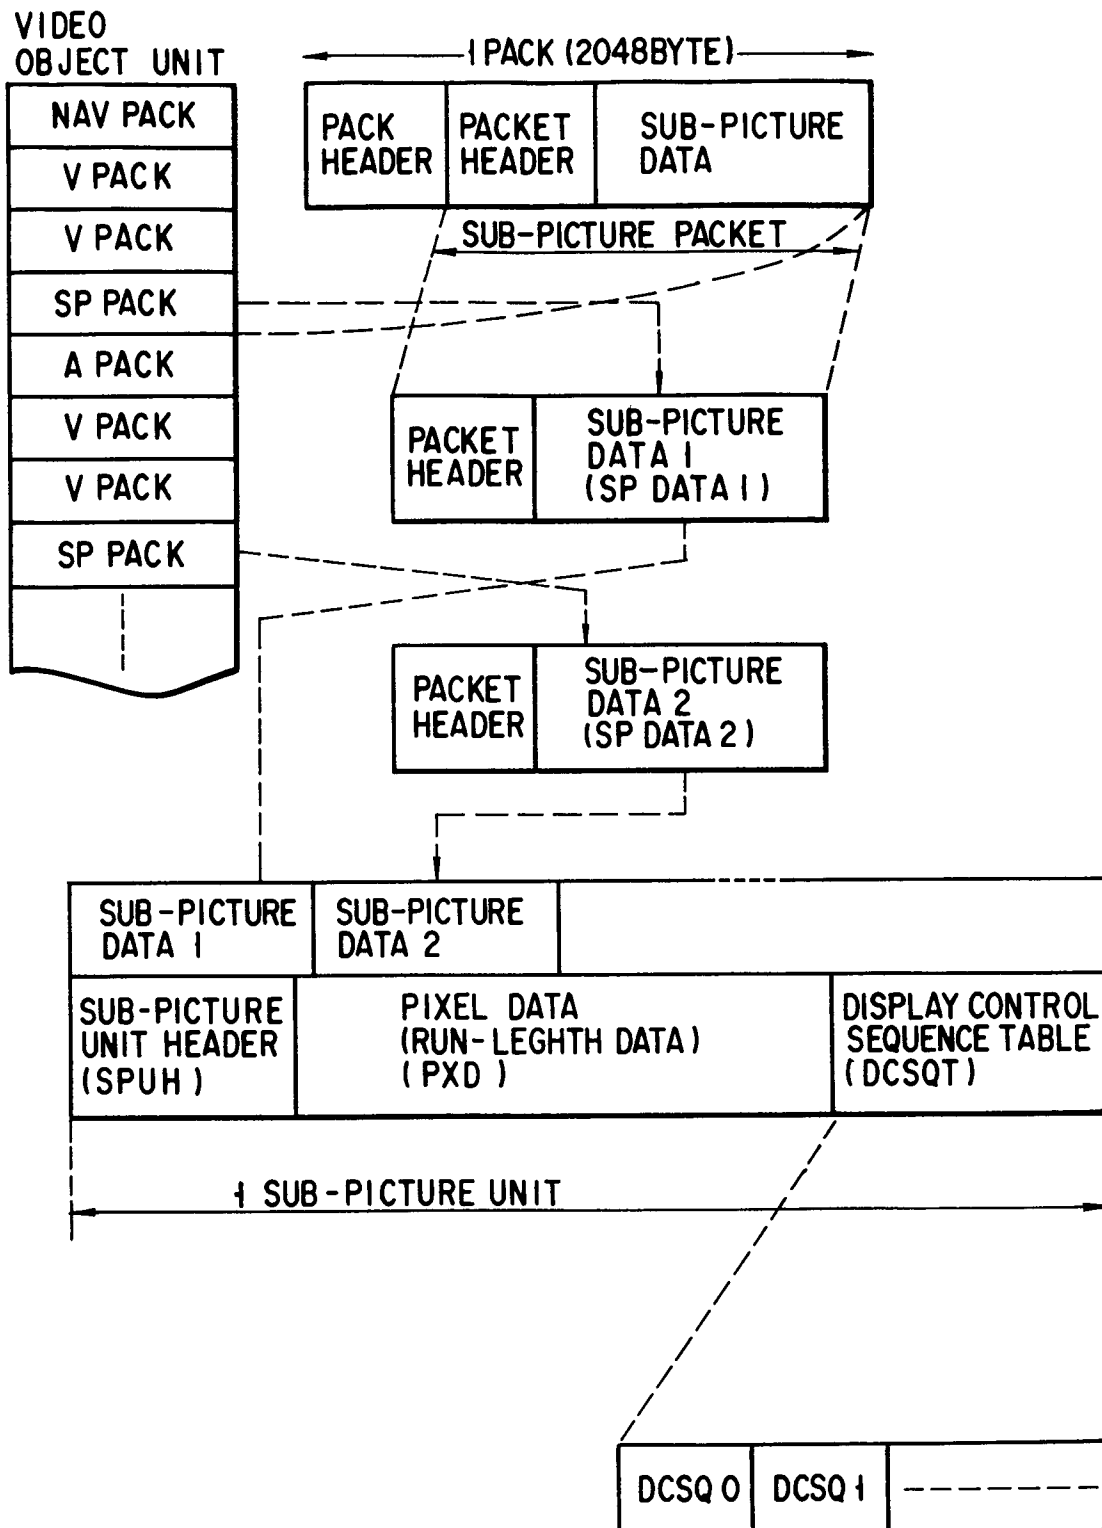 VIDEO
OBJECT UNIT
NAV PACK
V PACK
V PACK
SP PACK
A PACK
V PACK
V PACK
SP PACK
1 PACK (2048BYTE)
PACK
HEADER
PACKET
HEADER
SUB-PICTURE
DATA
SUB-PICTURE PACKET
PACKET
HEADER
SUB-PICTURE
DATA 1
(SP DATA 1)
PACKET
HEADER
SUB-PICTURE
DATA 2
(SP DATA 2)
SUB-PICTURE
DATA 1
SUB-PICTURE
DATA 2
SUB-PICTURE
UNIT HEADER
(SPUH)
PIXEL DATA
(RUN-LEGHTH DATA)
(PXD)
DISPLAY CONTROL
SEQUENCE TABLE
(DCSQT)
1 SUB-PICTURE UNIT
DCSQ 0
DCSQ 1